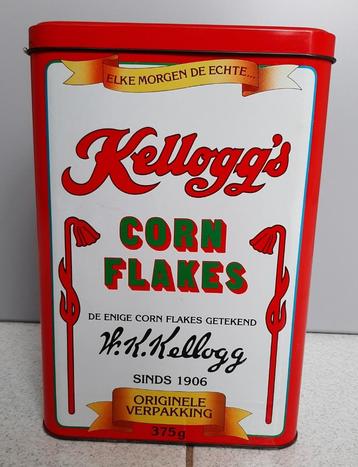 ELKE MORGEN DE ECHTE...
Kellogg's
CORN
FLAKES
DE ENIGE CORN FLAKES GETEKEND
W.K.Kellogg
SINDS 1906
ORIGINELE
VERPAKKING
375g